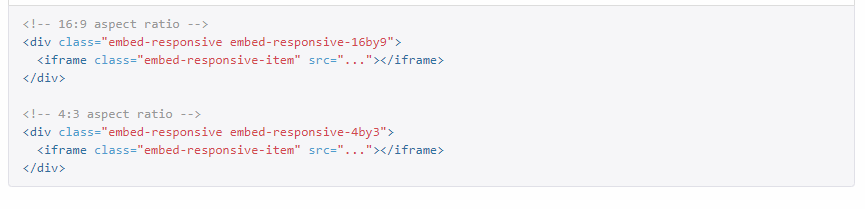 <!-- 16:9 aspect ratio -->
<div class="embed-responsive embed-responsive-16by9">
  <iframe class="embed-responsive-item" src="..."></iframe>
</div>

<!-- 4:3 aspect ratio -->
<div class="embed-responsive embed-responsive-4by3">
  <iframe class="embed-responsive-item" src="..."></iframe>
</div>